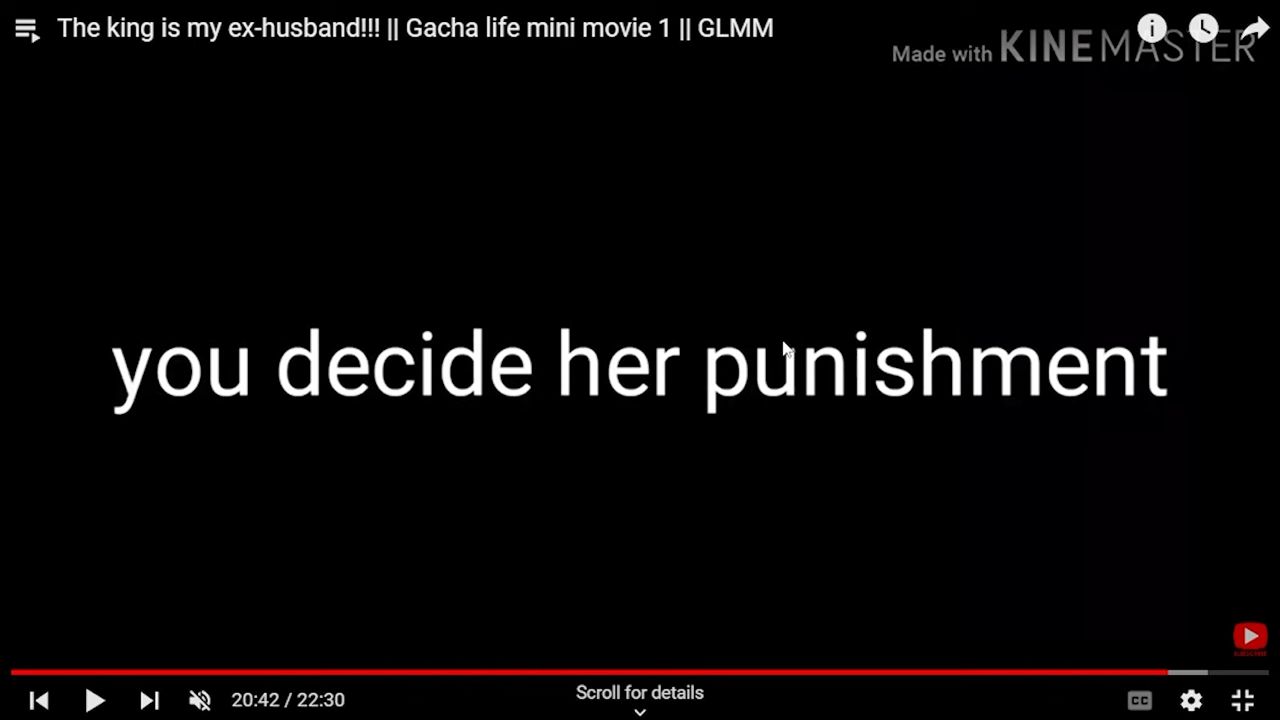 The king is my ex-husband!!! || Gacha life mini movie 1 || GLMM
Made with KINEMASTER
you decide her punishment
20:42 / 22:30
Scroll for details
CC